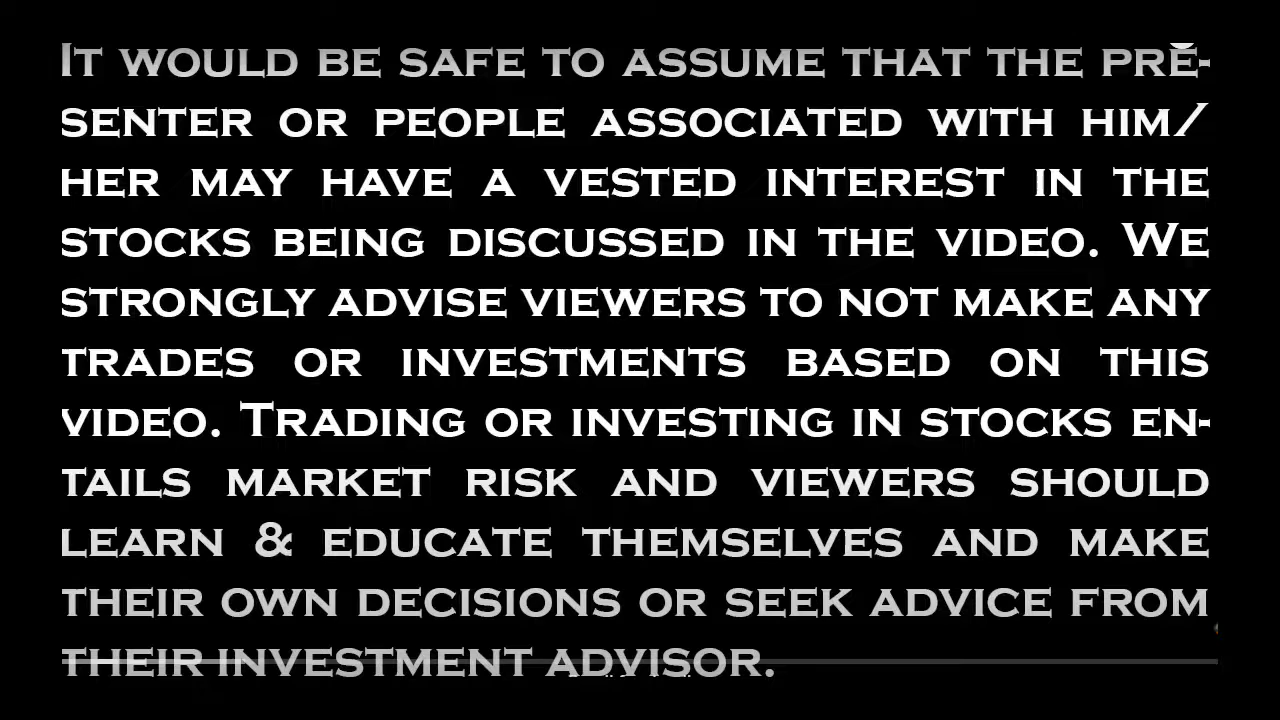 It would be safe to assume that the pre-
senter or people associated with him/
her may have a vested interest in the
stocks being discussed in the video. We
strongly advise viewers to not make any
trades or investments based on this
video. Trading or investing in stocks en-
tails market risk and viewers should
learn & educate themselves and make
their own decisions or seek advice from
their investment advisor.